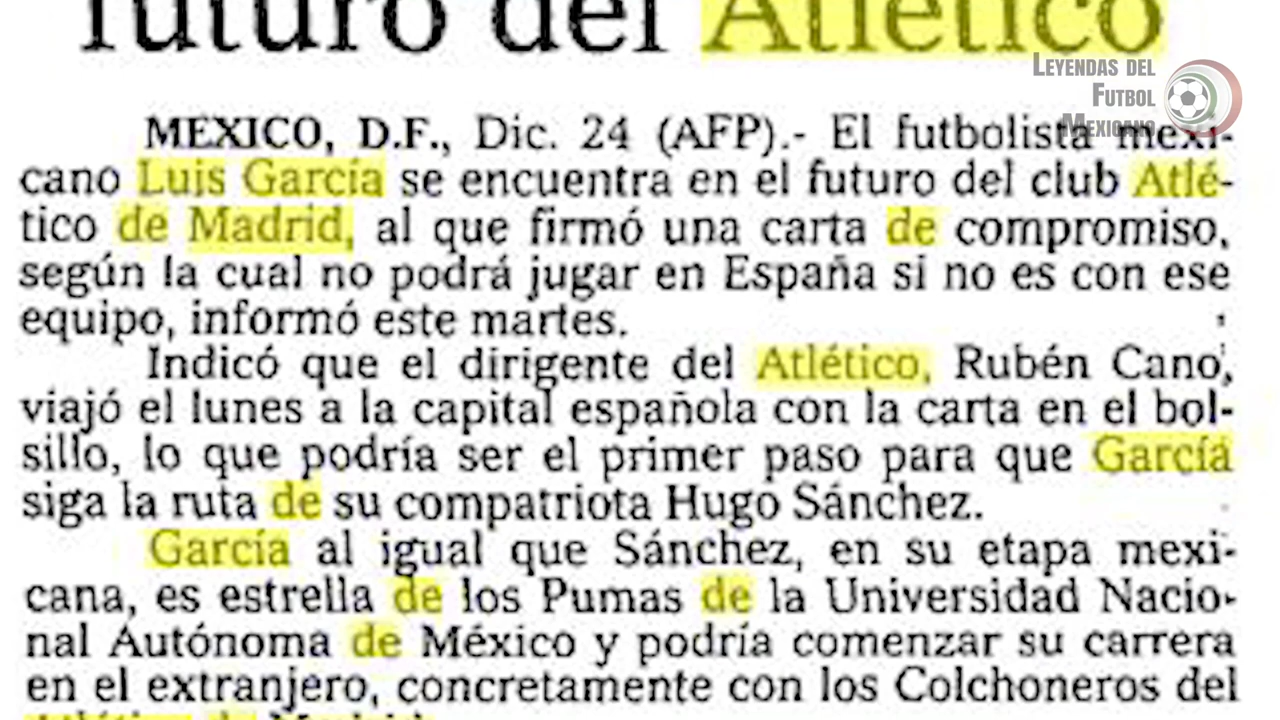 futuro del Atlético
LEYENDAS DEL
FUTBOL
MEXICANO
MEXICO, D.F., Dic. 24 (AFP).- El futbolista mexi-
cano Luis García se encuentra en el futuro del club Atlé-
tico de Madrid, al que firmó una carta de compromiso,
según la cual no podrá jugar en España si no es con ese
equipo, informó este martes.
Indicó que el dirigente del Atlético, Rubén Cano,
viajó el lunes a la capital española con la carta en el bol-
sillo, lo que podría ser el primer paso para que García
siga la ruta de su compatriota Hugo Sánchez.
García al igual que Sánchez, en su etapa mexi-
cana, es estrella de los Pumas de la Universidad Nacio-
nal Autónoma de México y podría comenzar su carrera
en el extranjero, concretamente con los Colchoneros del
Atlético de Madrid.